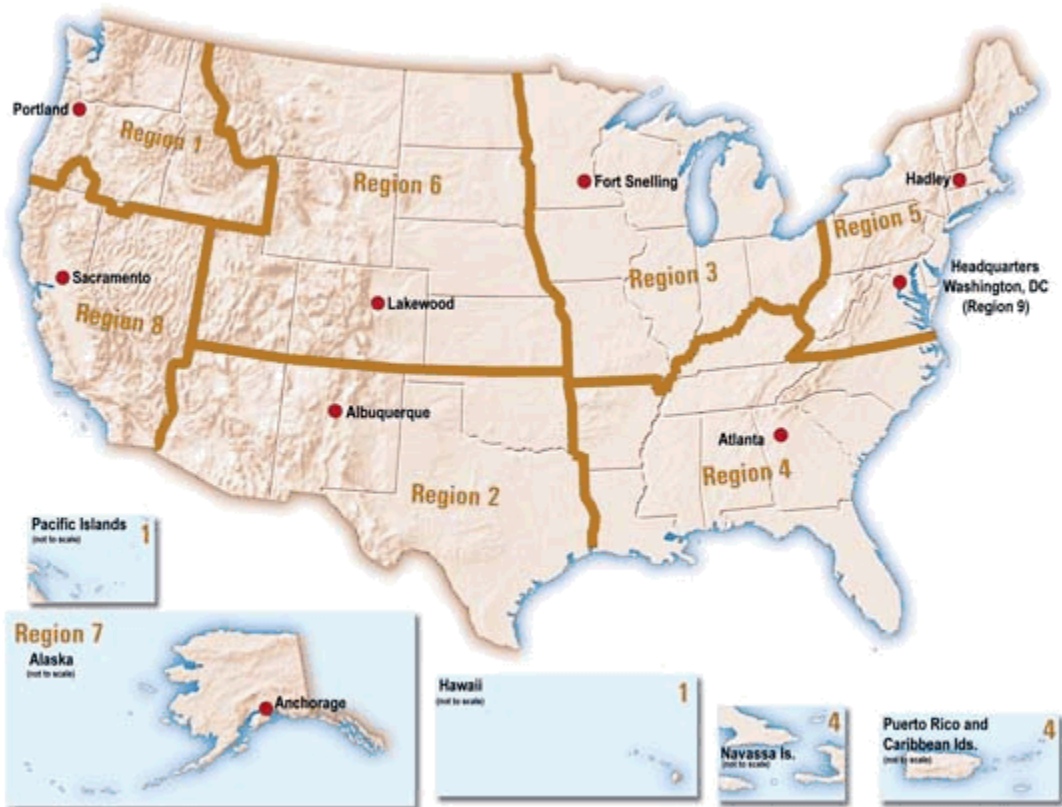 Portland
Region 1
Region 6
Fort Snelling
Hadley
Region 5
Sacramento
Region 8
Lakewood
Region 3
Headquarters
Washington, DC
(Region 9)
Albuquerque
Atlanta
Region 2
Region 4
Pacific Islands
(not to scale)
1
Region 7
Alaska
(not to scale)
Anchorage
Hawaii
(not to scale)
1
4
Navassa Is.
(not to scale)
Puerto Rico and
Caribbean Ids.
(not to scale)
4